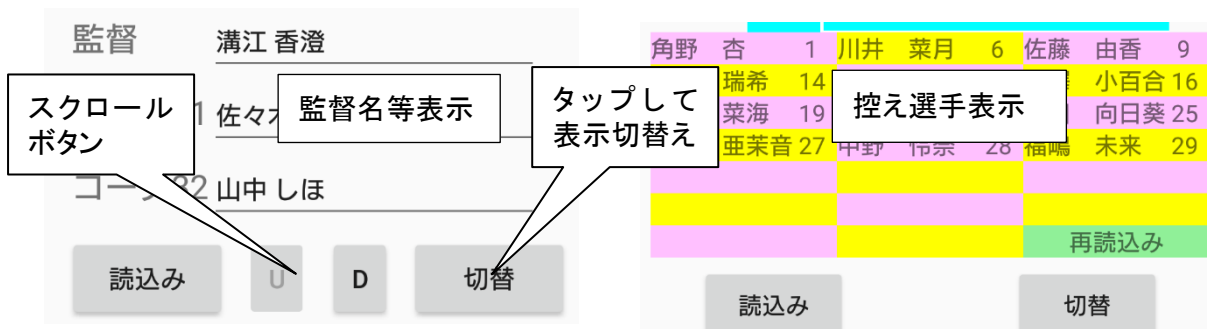 監督 溝江 香澄
スクロール
ボタン
1 佐々
監督名等表示
タップして
表示切替え
2 山中 しほ
読込み U D 切替
角野 杏 1 川井 菜月 6 佐藤 由香 9
瑞希 14 小百合 16
菜海 19 向日葵 25
控え選手表示
亜茉音 27 中野 28 福嶋 未来 29
再読込み
読込み 切替